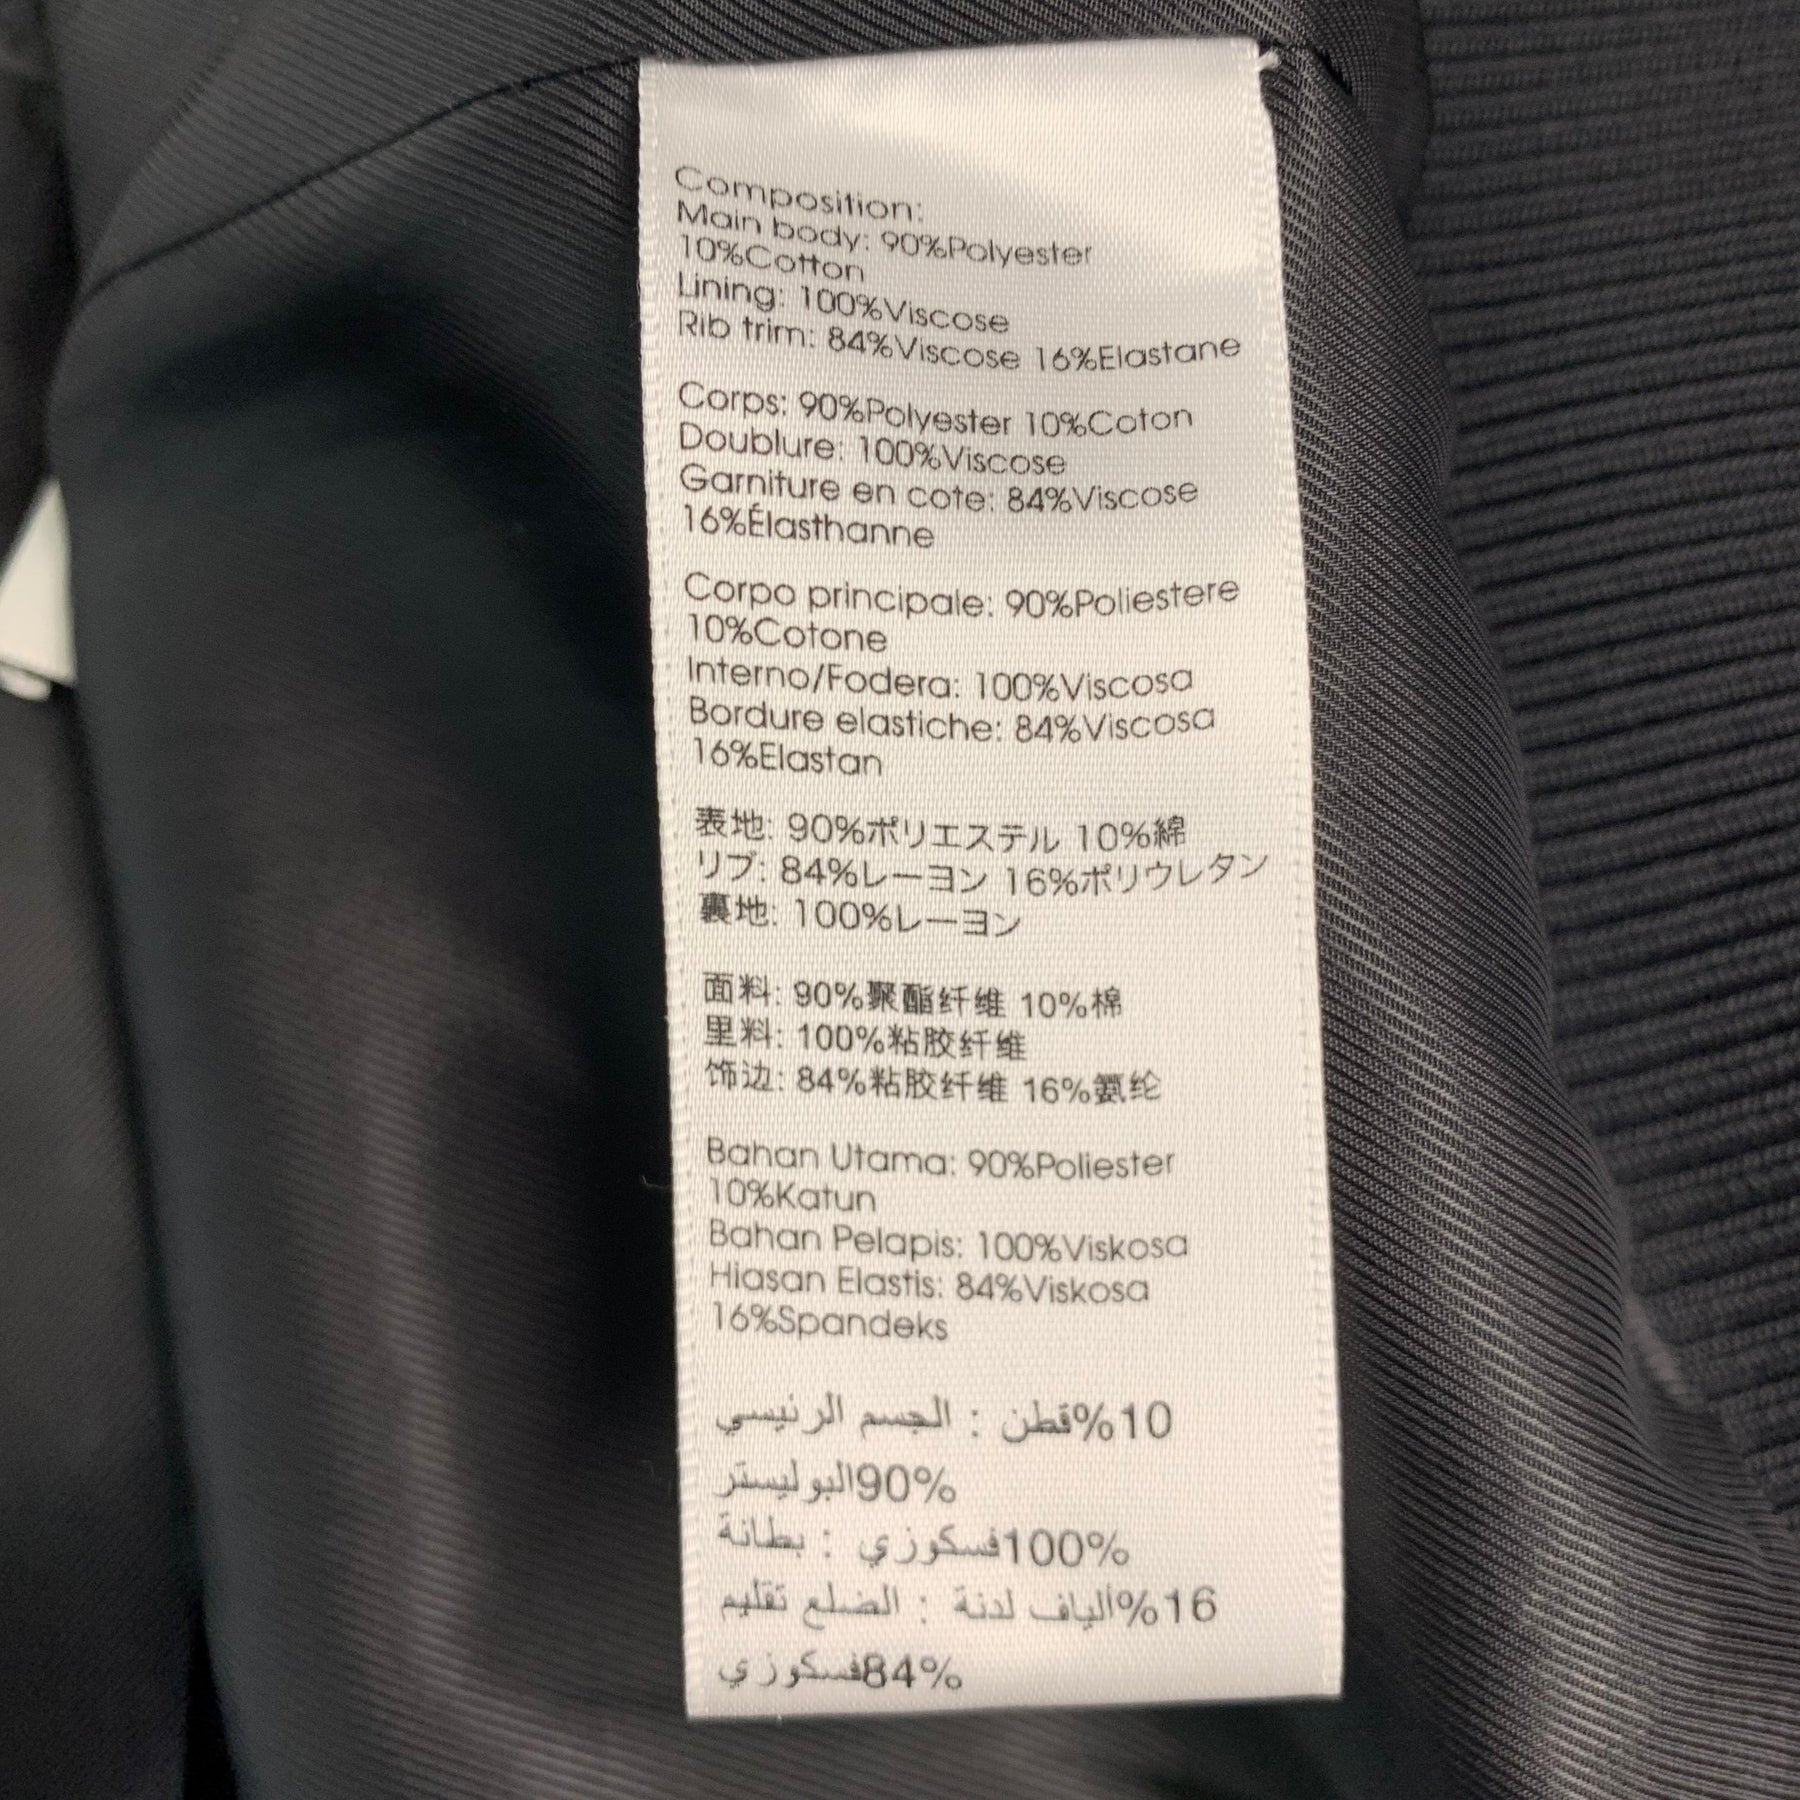 Composition:
Main body: 90%Polyester
10%Cotton
Lining: 100%Viscose
Rib trim: 84%Viscose 16%Elastane
Corps: 90%Polyester 10%Coton
Doublure: 100%Viscose
Garniture en cote: 84%Viscose
16%Élasthanne
Corpo principale: 90%Poliestere
10%Cotone
Interno/Fodera: 100%Viscosa
Bordure elastiche: 84%Viscosa
16%Elastan
表地: 90%ポリエステル 10%綿
リブ: 84%レーヨン 16%ポリウレタン
裏地: 100%レーヨン
面料: 90%聚酯纤维 10%棉
里料: 100%粘胶纤维
饰边: 84%粘胶纤维 16%氨纶
Bahan Utama: 90%Poliester
10%Katun
Bahan Pelapis: 100%Viskosa
Hiasan Elastis: 84%Viskosa
16%Spandeks
الجسم الرئيسي : قطن%10
البوليستر90%
بطانة : فسكوزي100%
الضلع تقليم : ألياف لدنة%16
فسكوزي84%